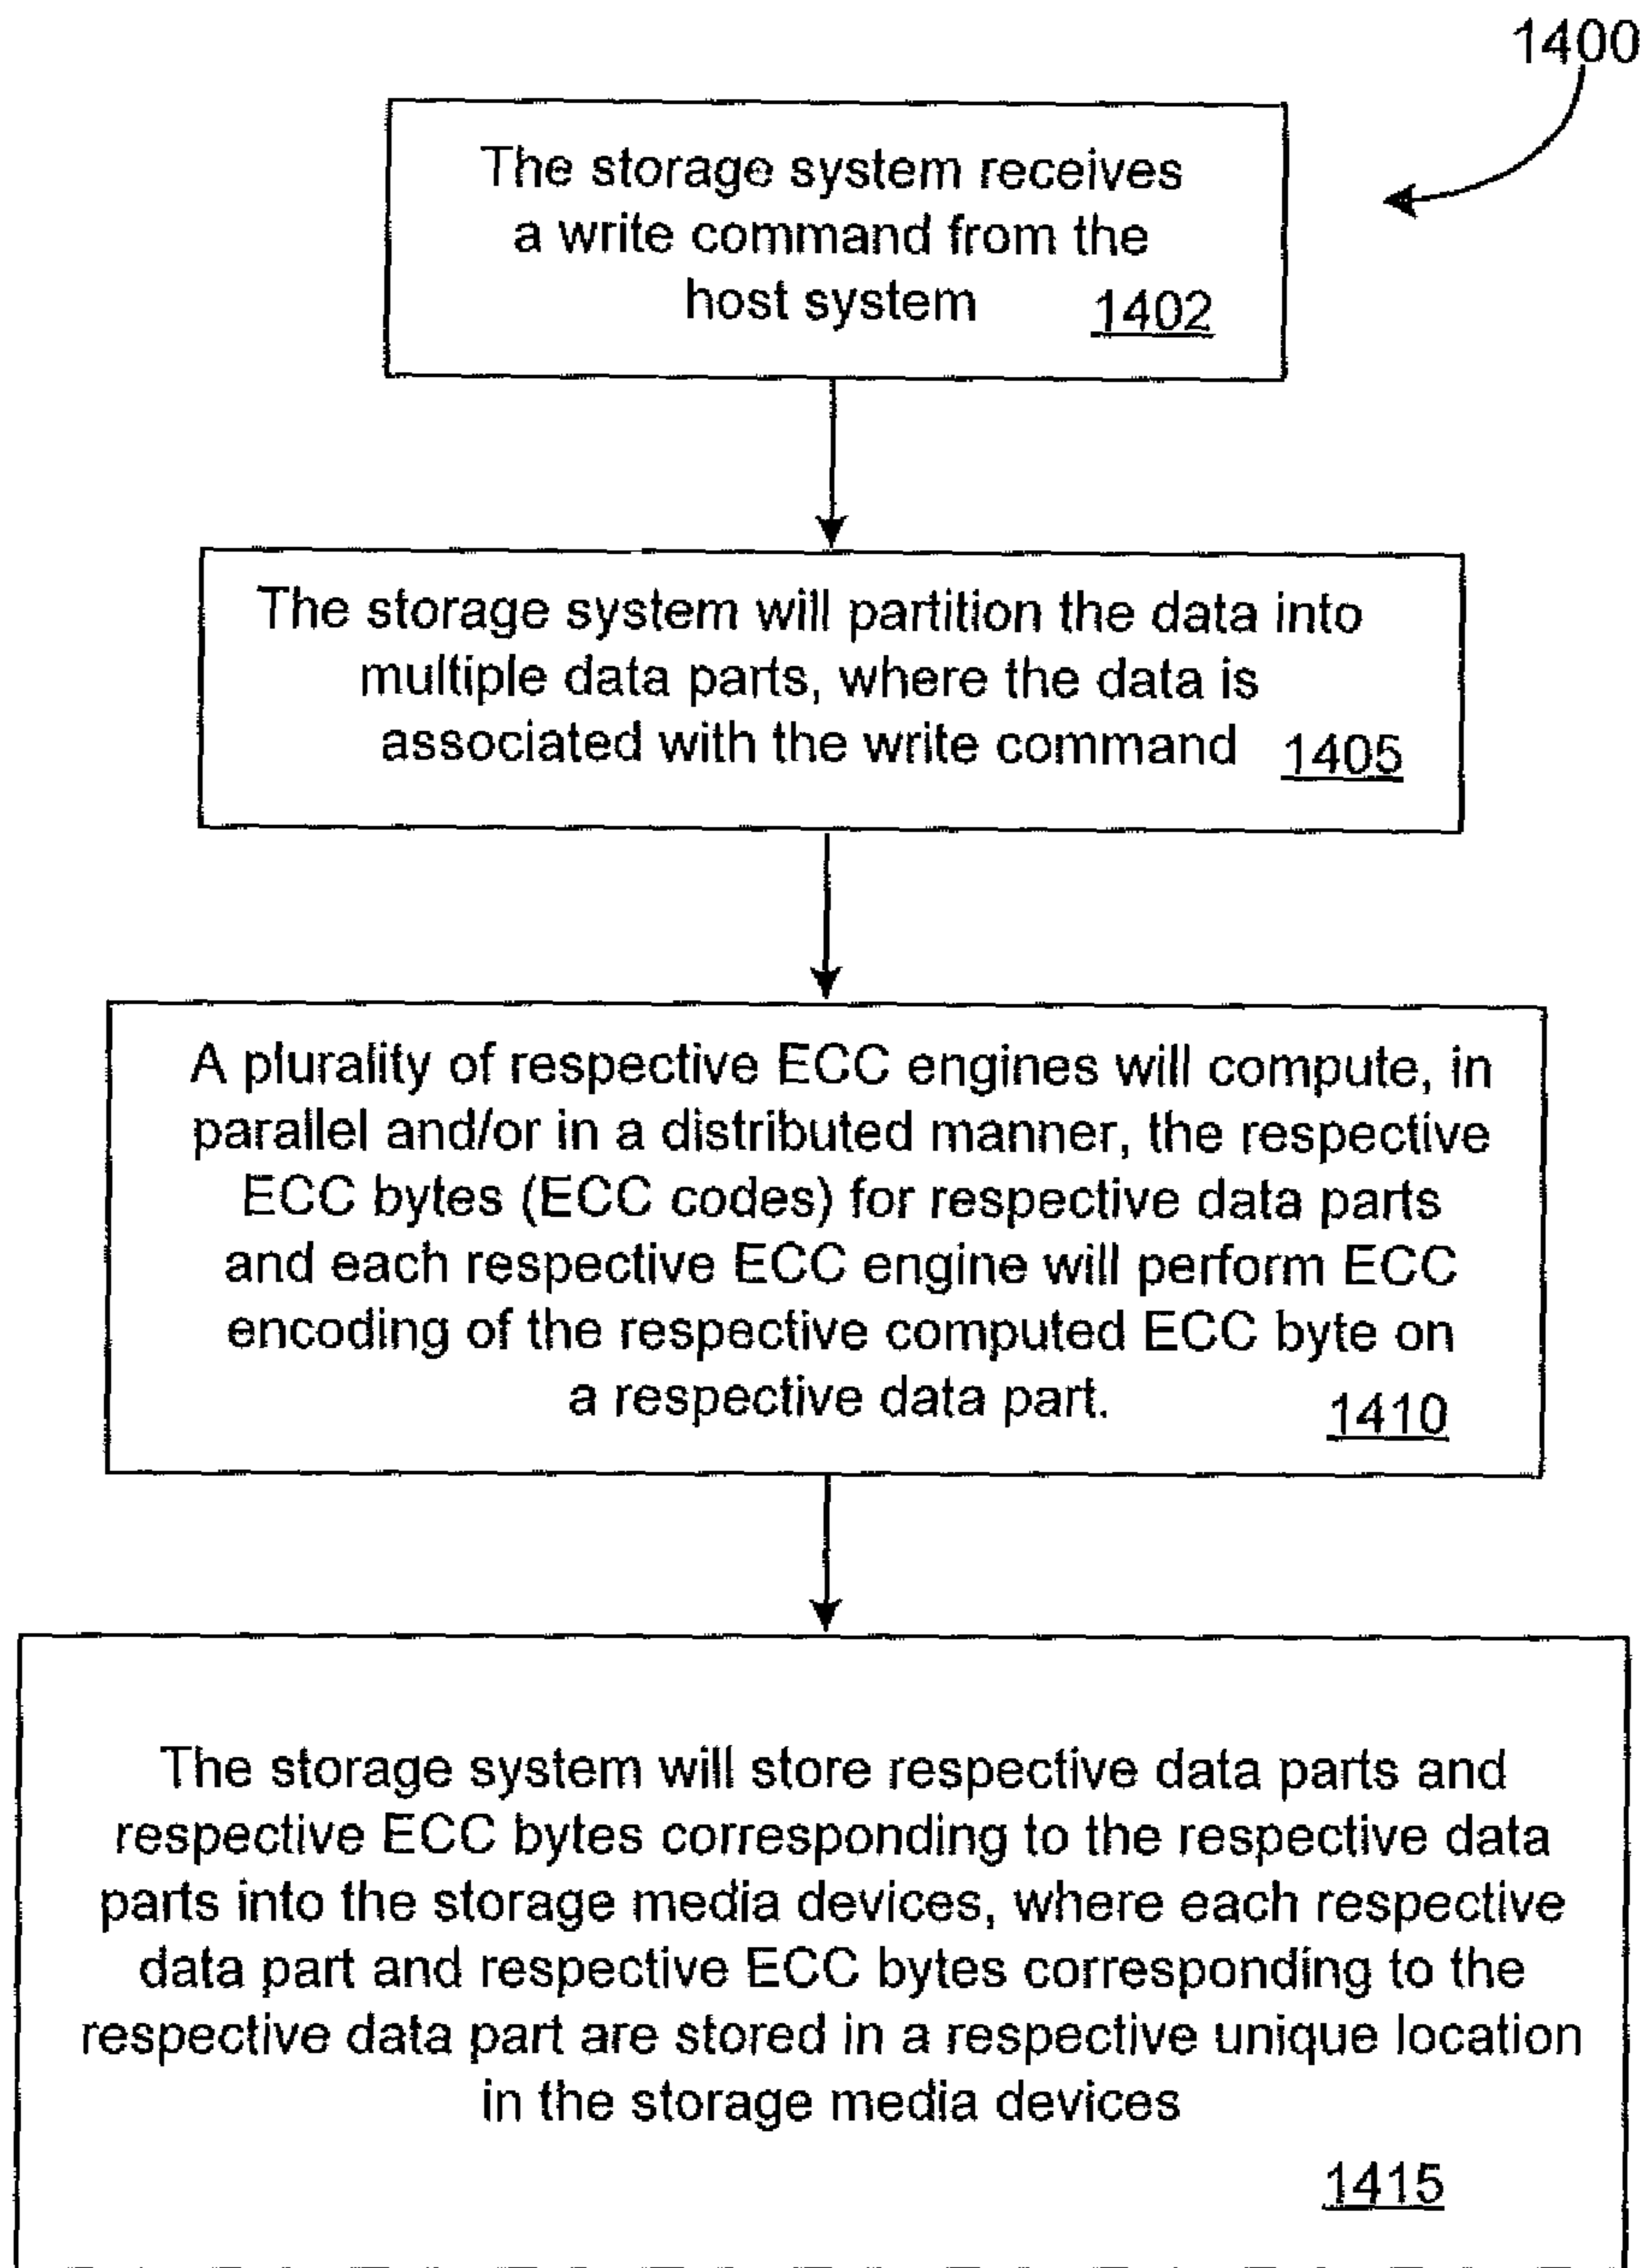 1400
The storage system receives
a write command from the
host system 1402
The storage system will partition the data into
multiple data parts, where the data is
associated with the write command 1405
A plurality of respective ECC engines will compute, in
parallel and/or in a distributed manner, the respective
ECC bytes (ECC codes) for respective data parts
and each respective ECC engine will perform ECC
encoding of the respective computed ECC byte on
a respective data part. 1410
The storage system will store respective data parts and
respective ECC bytes corresponding to the respective data
parts into the storage media devices, where each respective
data part and respective ECC bytes corresponding to the
respective data part are stored in a respective unique location
in the storage media devices
1415